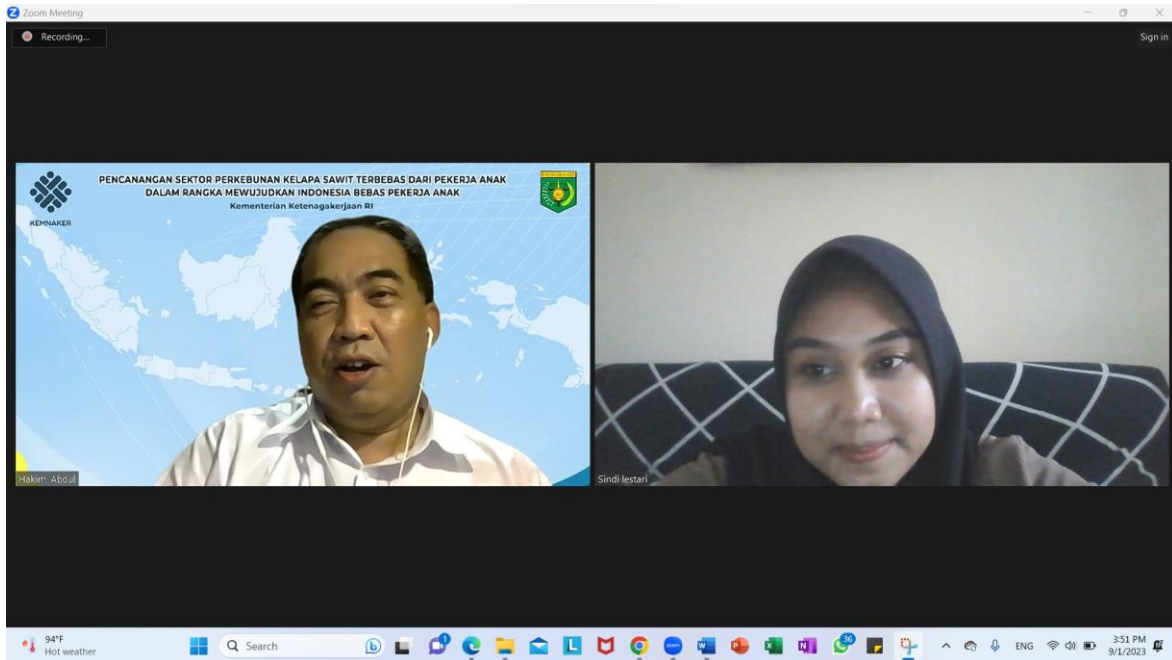 Zoom Meeting
Recording...
Sign in
PENCANANGAN SEKTOR PERKEBUNAN KELAPA SAWIT TERBEBAS DARI PEKERJA ANAK
DALAM RANGKA MEWUJUDKAN INDONESIA BEBAS PEKERJA ANAK
Kementerian Ketenagakerjaan RI
KEMNAKER
Hakim. Abdul
Sindi lestari
94°F
Hot weather
Search
1
36
ENG
3:51 PM
9/1/2023